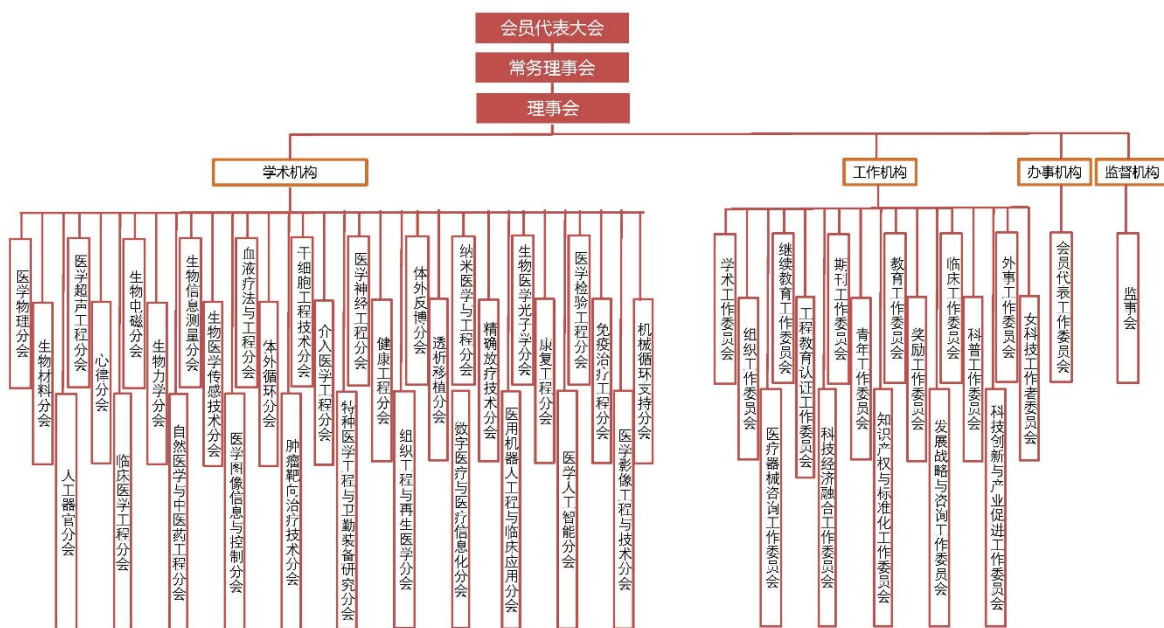 会员代表大会
常务理事会
理事会
学术机构
工作机构
办事机构
监督机构
医学物理分会
生物材料分会
人工器官分会
医学超声工程分会
心律分会
临床医学工程分会
生物电磁分会
生物力学分会
自然医学与中医药工程分会
生物信息测量分会
生物医学传感技术分会
医学图像信息与控制分会
血液疗法与工程分会
体外循环分会
肿瘤靶向治疗技术分会
干细胞工程技术分会
介入医学工程分会
特种医学工程与卫勤装备研究分会
医学神经工程分会
健康工程分会
组织工程与再生医学分会
体外反搏分会
透析移植分会
数字医疗与医疗信息化分会
纳米医学与工程分会
精确放疗技术分会
医用机器人工程与临床应用分会
生物医学光子学分会
康复工程分会
医学人工智能分会
医学检验工程分会
免疫治疗工程分会
医学影像工程与技术分会
机械循环支持分会
学术工作委员会
组织工作委员会
医疗器械咨询工作委员会
继续教育工作委员会
工程教育认证工作委员会
科技经济融合工作委员会
期刊工作委员会
青年工作委员会
知识产权与标准化工作委员会
教育工作委员会
奖励工作委员会
发展战略与咨询工作委员会
临床工作委员会
科普工作委员会
科技创新与产业促进工作委员会
外事工作委员会
女科技工作者委员会
会员代表工作委员会
监事会